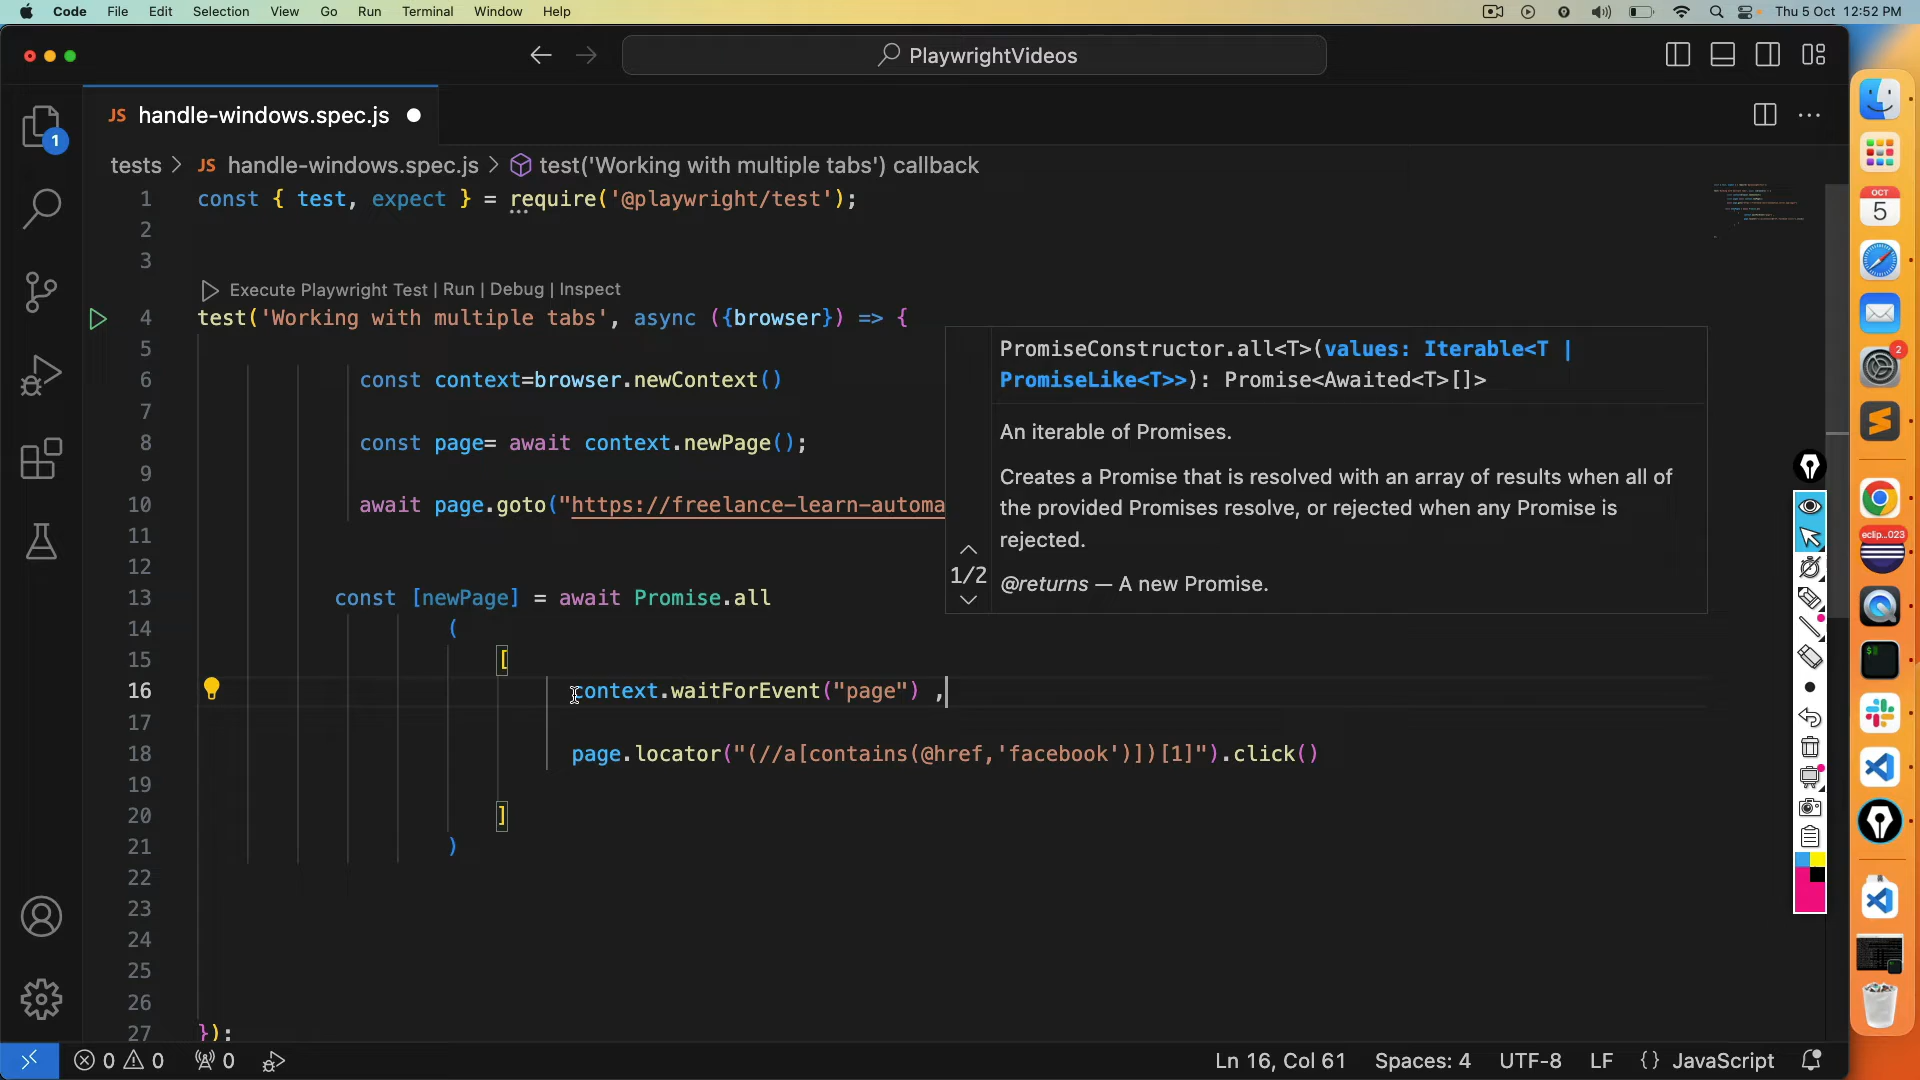 Code File Edit Selection View Go Run Terminal Window Help Thu 5 Oct 12:52 PM
PlaywrightVideos
JS handle-windows.spec.js
1
tests > JS handle-windows.spec.js > test('Working with multiple tabs') callback
1 const { test, expect } = require('@playwright/test');
2
3
Execute Playwright Test | Run | Debug | Inspect
4 test('Working with multiple tabs', async ({browser}) => {
5
6 const context=browser.newContext()
7
8 const page= await context.newPage();
9
10 await page.goto("https://freelance-learn-automa
11
12
13 const [newPage] = await Promise.all
14 (
15 [
16 context.waitForEvent("page") ,
17
18 page.locator("(//a[contains(@href,'facebook')])[1]").click()
19
20 ]
21 )
22
23
24
25
26
27 });
PromiseConstructor.all<T>(values: Iterable<T |
PromiseLike<T>>): Promise<Awaited<T>[]>
An iterable of Promises.
Creates a Promise that is resolved with an array of results when all of
the provided Promises resolve, or rejected when any Promise is
rejected.
1/2
@returns — A new Promise.
OCT
5
2
eclip...023
0 0 0 Ln 16, Col 61 Spaces: 4 UTF-8 LF {} JavaScript